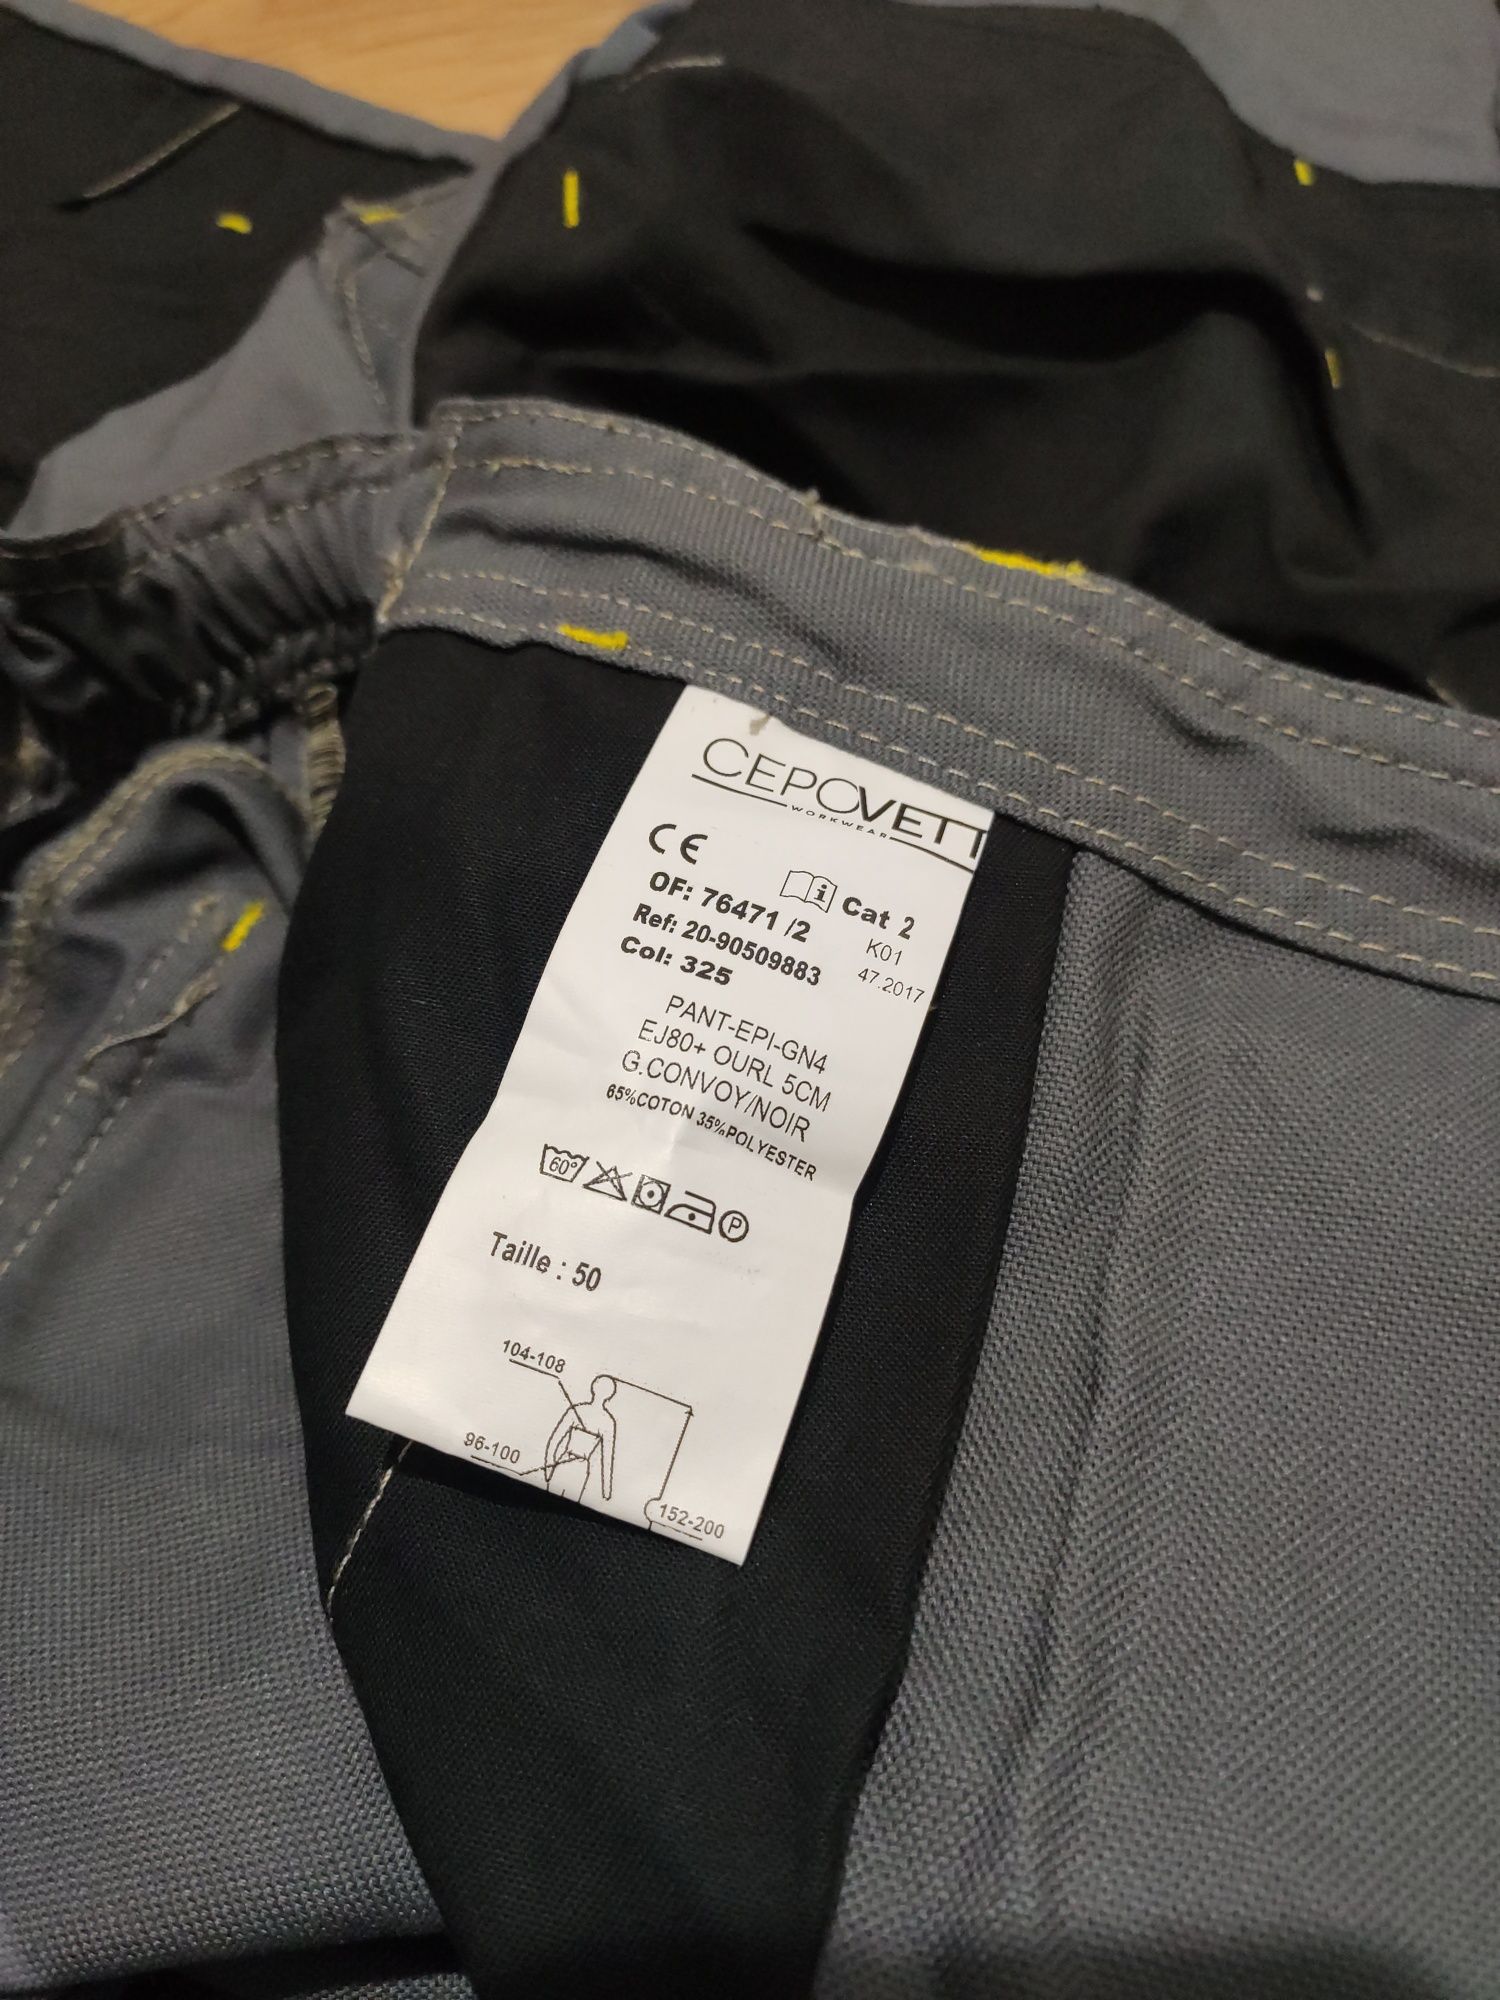 CEPOVETT
WORKWEAR
CE
i Cat 2
OF: 76471 /2
K01
Ref: 20-90509883
47.2017
Col: 325
PANT-EPI-GN4
EJ80+ OURL 5CM
G.CONVOY/NOIR
65%COTON 35%POLYESTER
60° P
Taille : 50
104-108
96-100
152-200